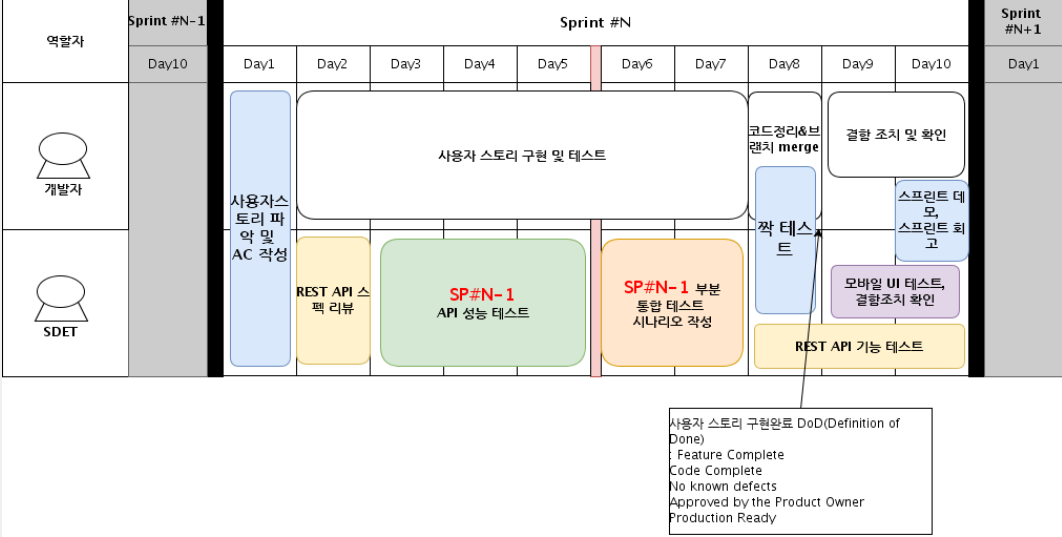 역할자
Sprint #N-1
Sprint #N
Sprint
#N+1
Day10
Day1
Day2
Day3
Day4
Day5
Day6
Day7
Day8
Day9
Day10
Day1
개발자
사용자스
토리 파
악 및
AC 작성
사용자 스토리 구현 및 테스트
코드정리&브
랜치 merge
결함 조치 및 확인
짝 테스
트
스프린트 데
모,
스프린트 회
고
SDET
REST API 스
펙 리뷰
SP#N-1
API 성능 테스트
SP#N-1 부분
통합 테스트
시나리오 작성
모바일 UI 테스트,
결함조치 확인
REST API 기능 테스트
사용자 스토리 구현완료 DoD(Definition of
Done)
: Feature Complete
Code Complete
No known defects
Approved by the Product Owner
Production Ready